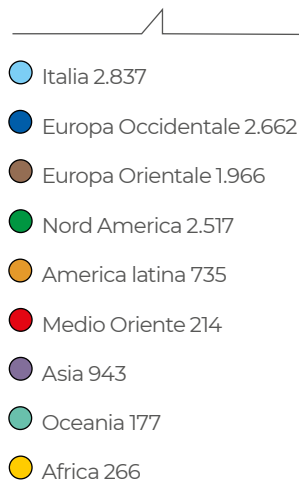 Italia 2.837
Europa Occidentale 2.662
Europa Orientale 1.966
Nord America 2.517
America latina 735
Medio Oriente 214
Asia 943
Oceania 177
Africa 266